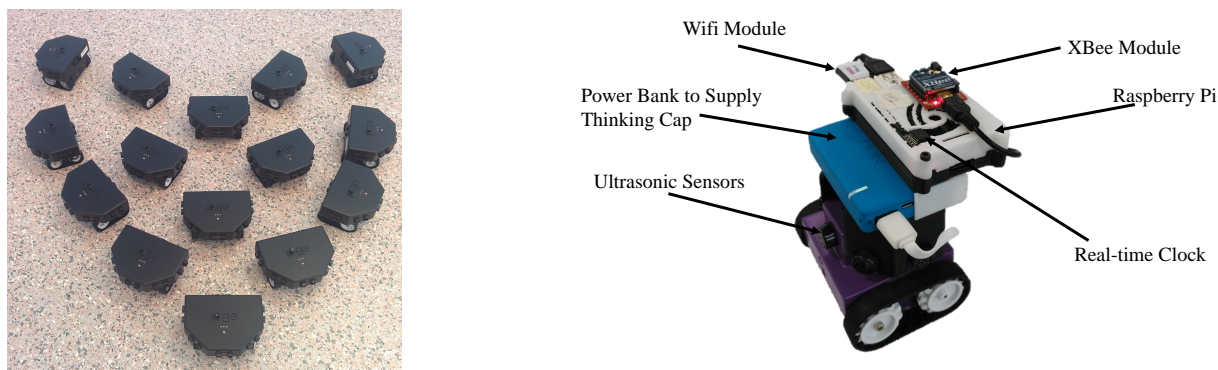 Wifi Module
XBee Module
Power Bank to Supply
Thinking Cap
Raspberry Pi
Ultrasonic Sensors
Real-time Clock